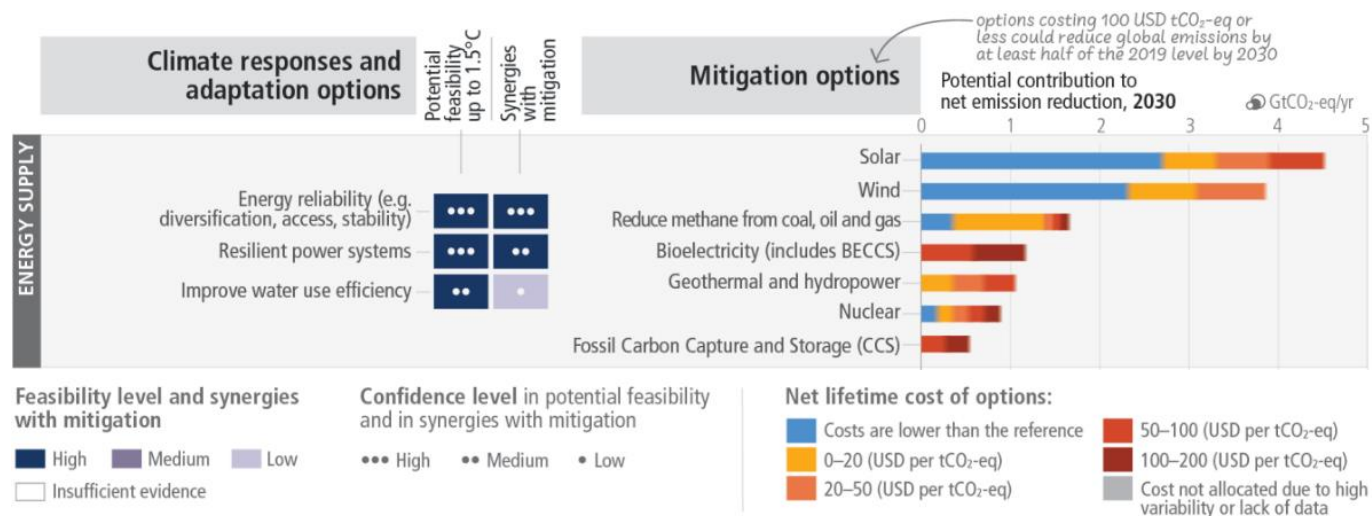 options costing 100 USD tCO₂-eq or
less could reduce global emissions by
at least half of the 2019 level by 2030
Climate responses and
adaptation options
Potential
feasibility
up to 1.5°C
Synergies
with
mitigation
Mitigation options
Potential contribution to
net emission reduction, 2030
GtCO₂-eq/yr
0 1 2 3 4 5
ENERGY SUPPLY
Energy reliability (e.g.
diversification, access, stability)
Resilient power systems
Improve water use efficiency
Solar
Wind
Reduce methane from coal, oil and gas
Bioelectricity (includes BECCS)
Geothermal and hydropower
Nuclear
Fossil Carbon Capture and Storage (CCS)
Feasibility level and synergies
with mitigation
High Medium Low
Insufficient evidence
Confidence level in potential feasibility
and in synergies with mitigation
••• High •• Medium • Low
Net lifetime cost of options:
Costs are lower than the reference
0–20 (USD per tCO₂-eq)
20–50 (USD per tCO₂-eq)
50–100 (USD per tCO₂-eq)
100–200 (USD per tCO₂-eq)
Cost not allocated due to high
variability or lack of data